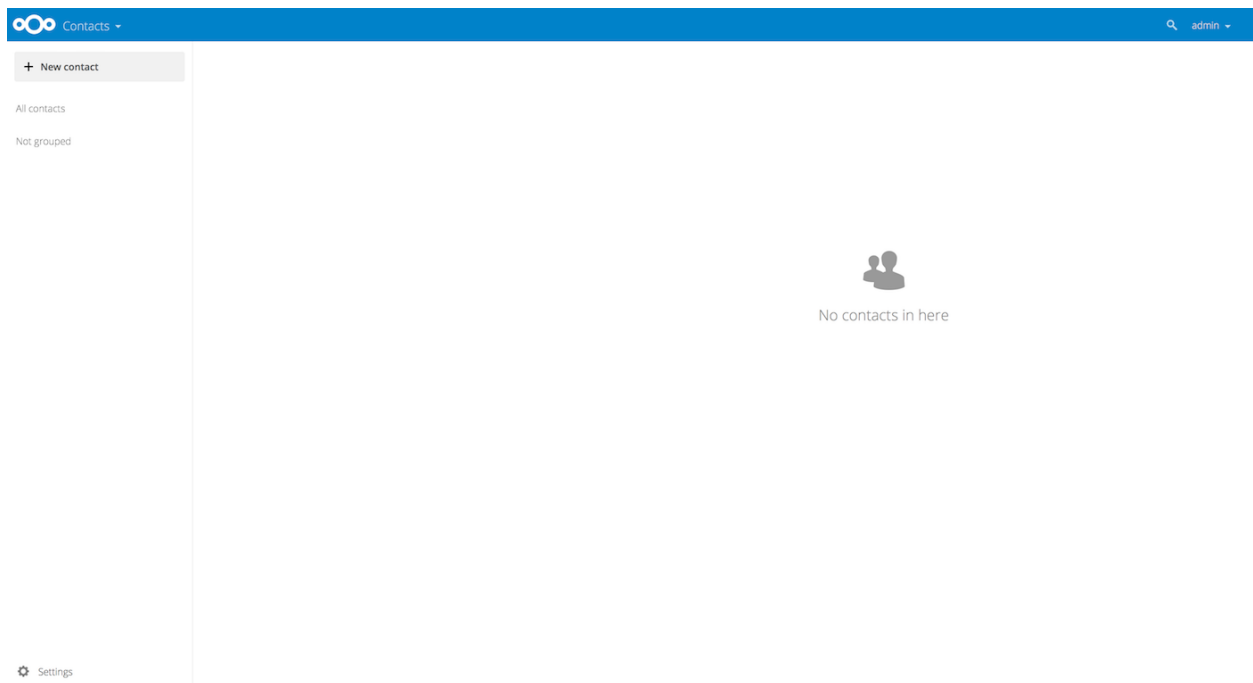 Contacts
admin
New contact
All contacts
Not grouped
No contacts in here
Settings